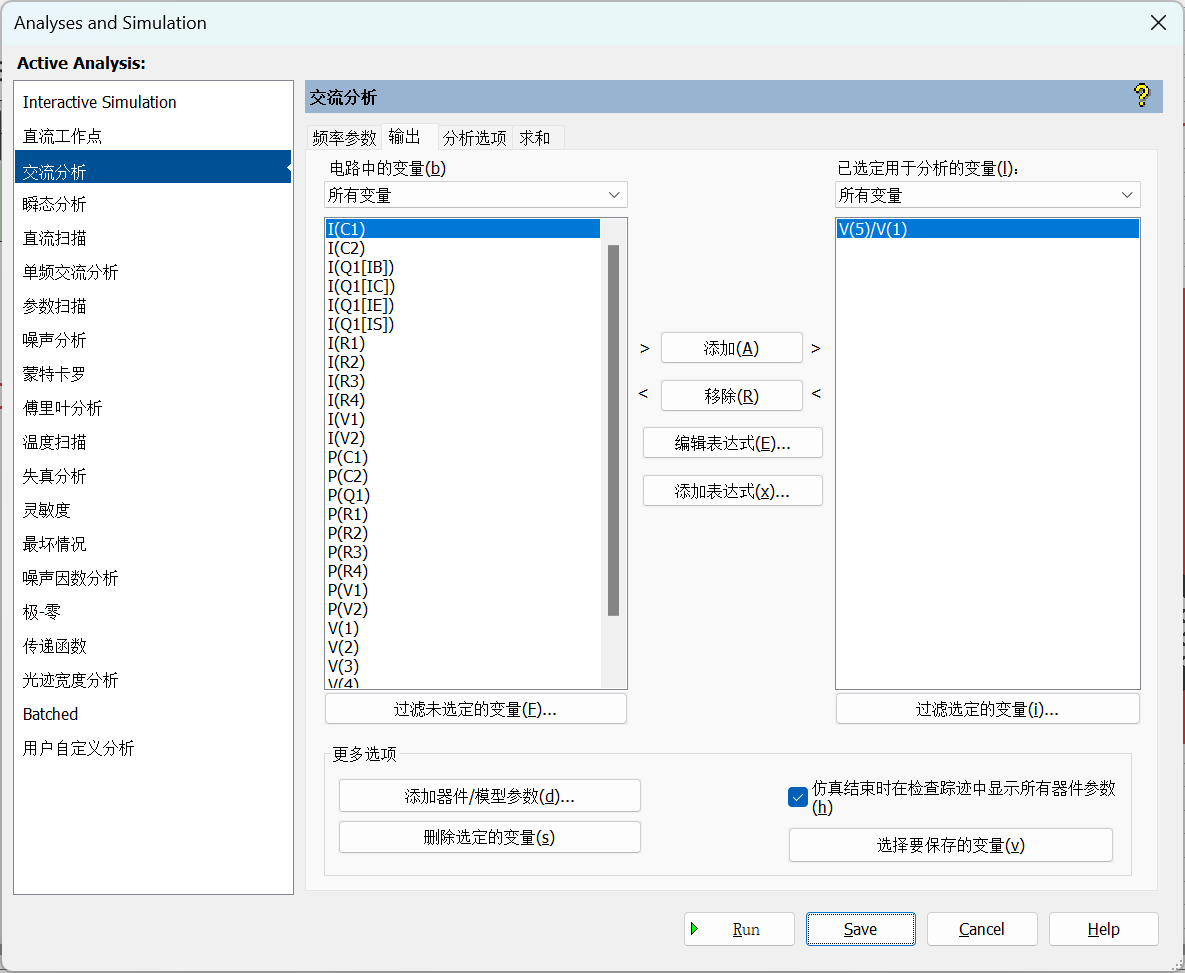 Analyses and Simulation
Active Analysis:
Interactive Simulation
直流工作点
交流分析
瞬态分析
直流扫描
单频交流分析
参数扫描
噪声分析
蒙特卡罗
傅里叶分析
温度扫描
失真分析
灵敏度
最坏情况
噪声因数分析
极-零
传递函数
光迹宽度分析
Batched
用户自定义分析
交流分析
频率参数 输出 分析选项 求和
电路中的变量(b)
所有变量
I(C1)
I(C2)
I(Q1[IB])
I(Q1[IC])
I(Q1[IE])
I(Q1[IS])
I(R1)
I(R2)
I(R3)
I(R4)
I(V1)
I(V2)
P(C1)
P(C2)
P(Q1)
P(R1)
P(R2)
P(R3)
P(R4)
P(V1)
P(V2)
V(1)
V(2)
V(3)
V(4)
过滤未选定的变量(F)...
> 添加(A) >
< 移除(R) <
编辑表达式(E)...
添加表达式(x)...
已选定用于分析的变量(I):
所有变量
V(5)/V(1)
过滤选定的变量(i)...
更多选项
添加器件/模型参数(d)...
删除选定的变量(s)
仿真结束时在检查踪迹中显示所有器件参数
(h)
选择要保存的变量(v)
Run Save Cancel Help